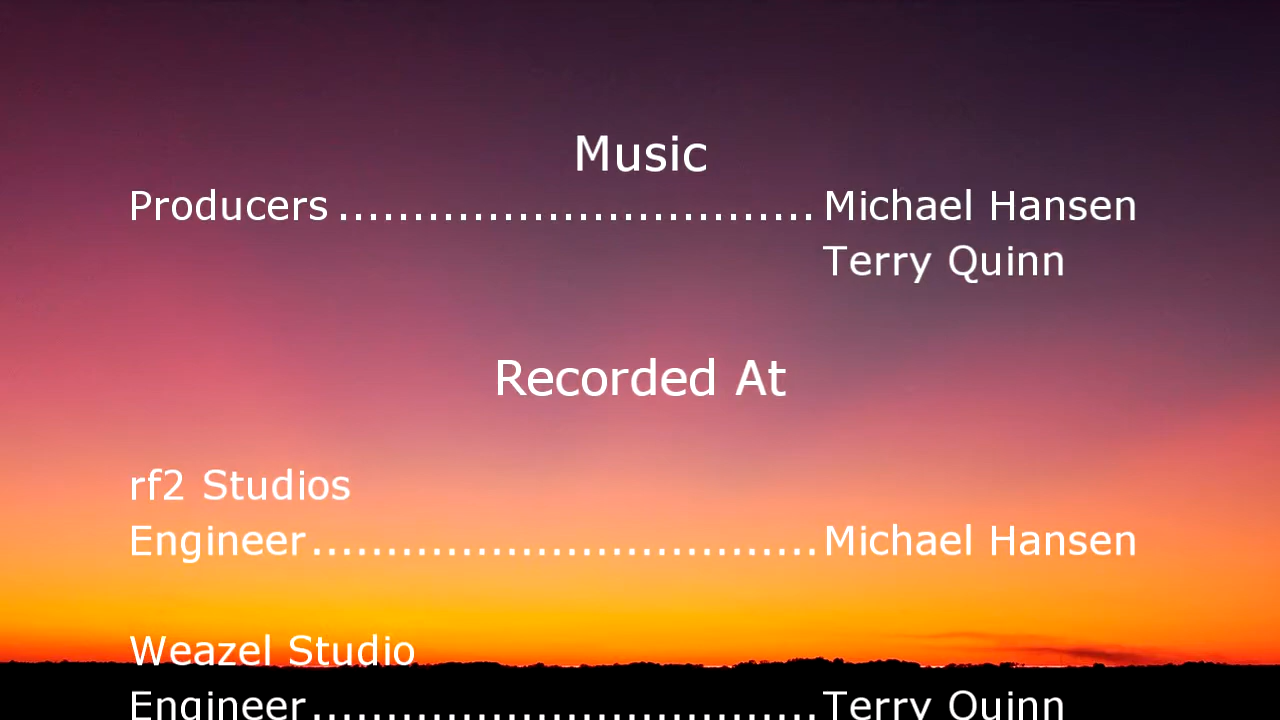 Music
Producers ................................ Michael Hansen
Terry Quinn
Recorded At
rf2 Studios
Engineer .................................. Michael Hansen
Weazel Studio
Engineer .................................. Terry Quinn